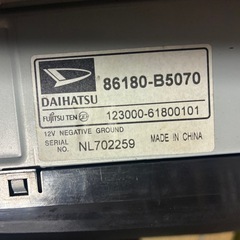 86180-B5070
DAIHATSU
FUJITSU TEN 123000-61800101
12V NEGATIVE GROUND
SERIAL NO. NL702259 MADE IN CHINA